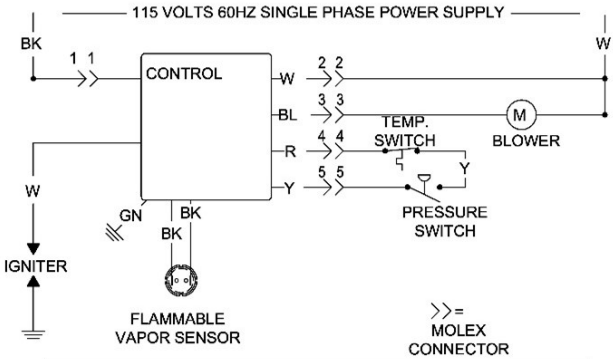 115 VOLTS 60HZ SINGLE PHASE POWER SUPPLY
BK
W
1 1
CONTROL
W
2 2
BL
3 3
M
BLOWER
TEMP.
SWITCH
R
4 4
Y
Y
5 5
PRESSURE
SWITCH
W
GN
BK
BK
IGNITER
FLAMMABLE
VAPOR SENSOR
>>=
MOLEX
CONNECTOR